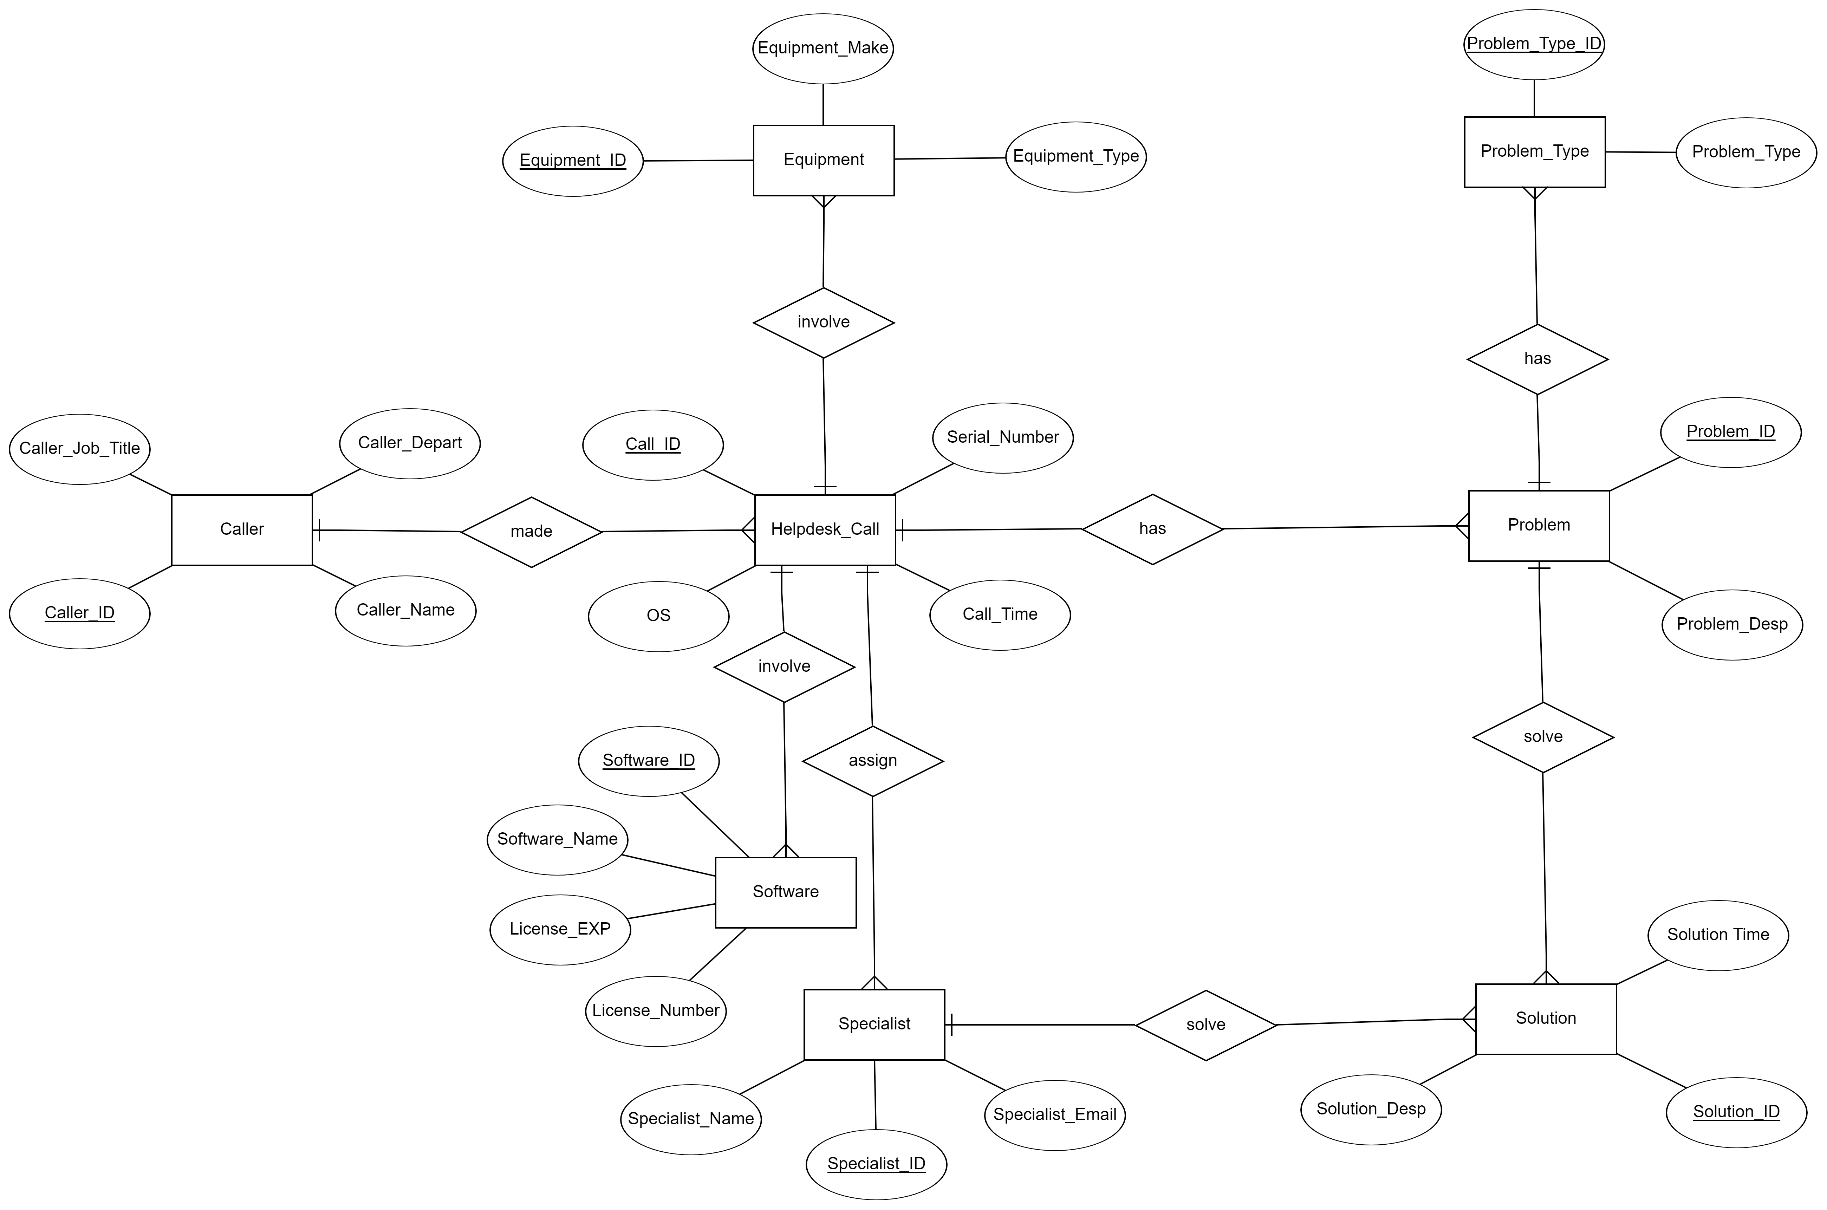 Equipment_Make
Problem_Type_ID
Equipment_ID
Equipment
Equipment_Type
Problem_Type
Problem_Type
involve
has
Caller_Job_Title
Caller_Depart
Call_ID
Serial_Number
Problem_ID
Caller
made
Helpdesk_Call
has
Problem
Caller_ID
Caller_Name
OS
Call_Time
Problem_Desp
involve
solve
Software_ID
assign
Software_Name
Software
License_EXP
Solution Time
License_Number
Specialist
solve
Solution
Specialist_Name
Specialist_Email
Solution_Desp
Solution_ID
Specialist_ID